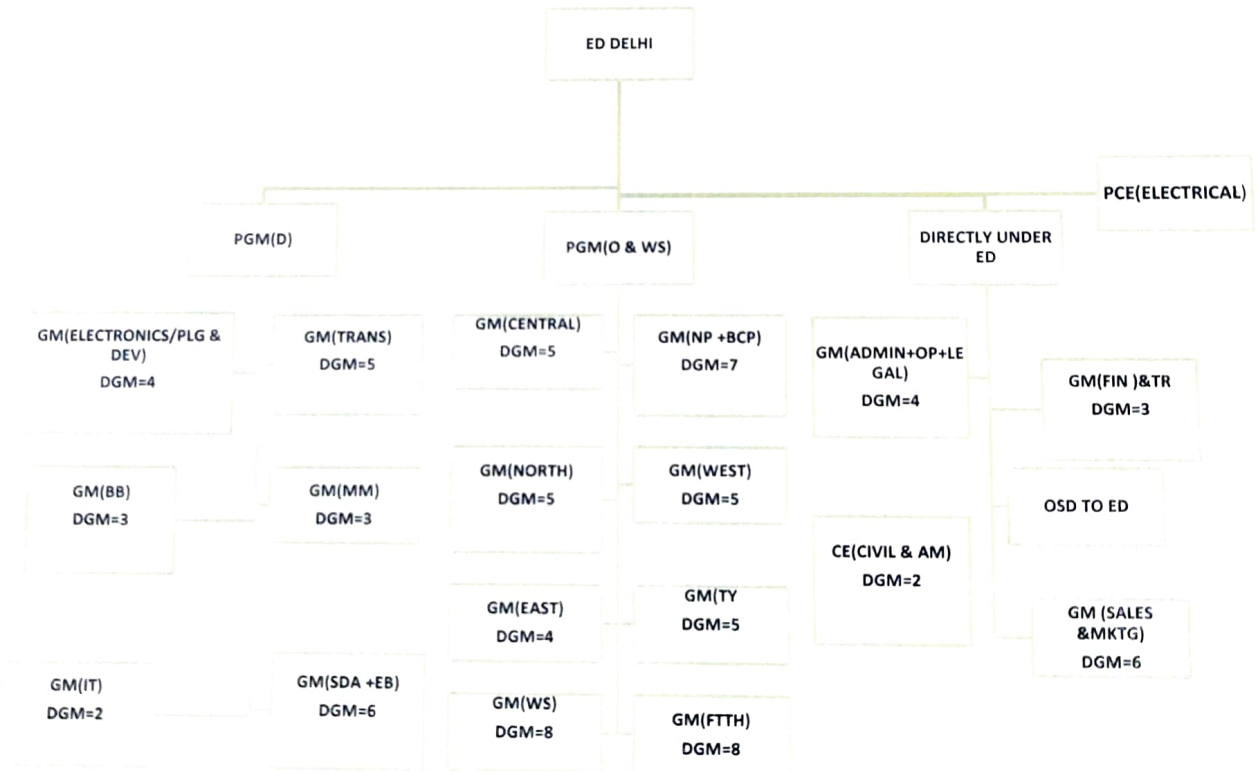 ED DELHI
PCE(ELECTRICAL)
PGM(D)
PGM(O & WS)
DIRECTLY UNDER
ED
GM(ELECTRONICS/PLG &
DEV)
DGM=4
GM(TRANS)
DGM=5
GM(CENTRAL)
DGM=5
GM(NP +BCP)
DGM=7
GM(ADMIN+OP+LE
GAL)
DGM=4
GM(FIN )&TR
DGM=3
GM(BB)
DGM=3
GM(MM)
DGM=3
GM(NORTH)
DGM=5
GM(WEST)
DGM=5
OSD TO ED
CE(CIVIL & AM)
DGM=2
GM(EAST)
DGM=4
GM(TY
DGM=5
GM (SALES
&MKTG)
DGM=6
GM(IT)
DGM=2
GM(SDA +EB)
DGM=6
GM(WS)
DGM=8
GM(FTTH)
DGM=8